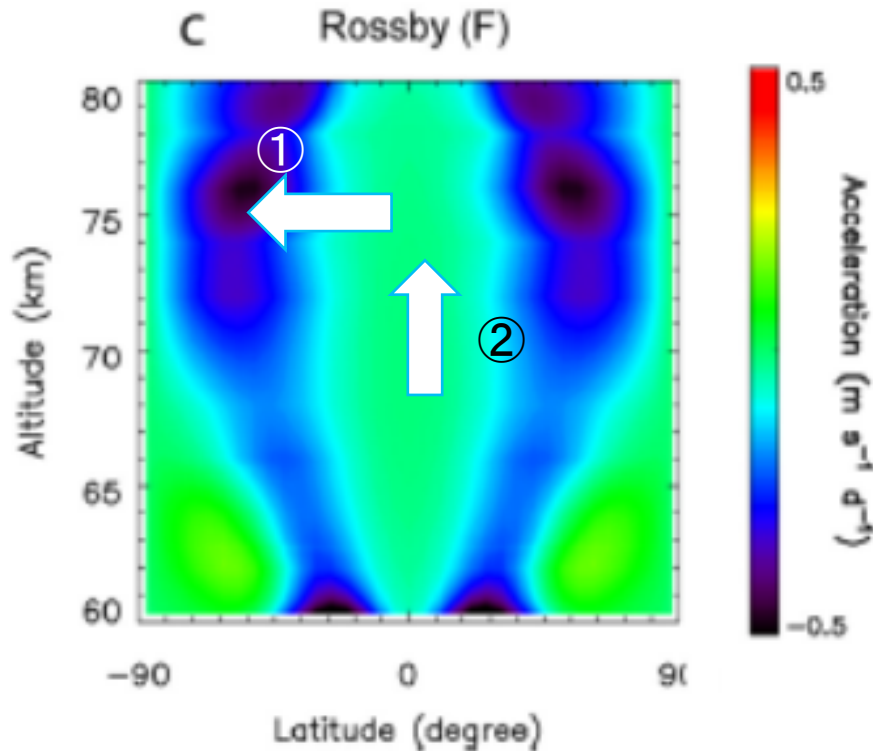 C Rossby (F)
80
75
70
65
60
Altitude (km)
①
②
-90 0 90
Latitude (degree)
0.5
-0.5
Acceleration (m s⁻¹ d⁻¹)